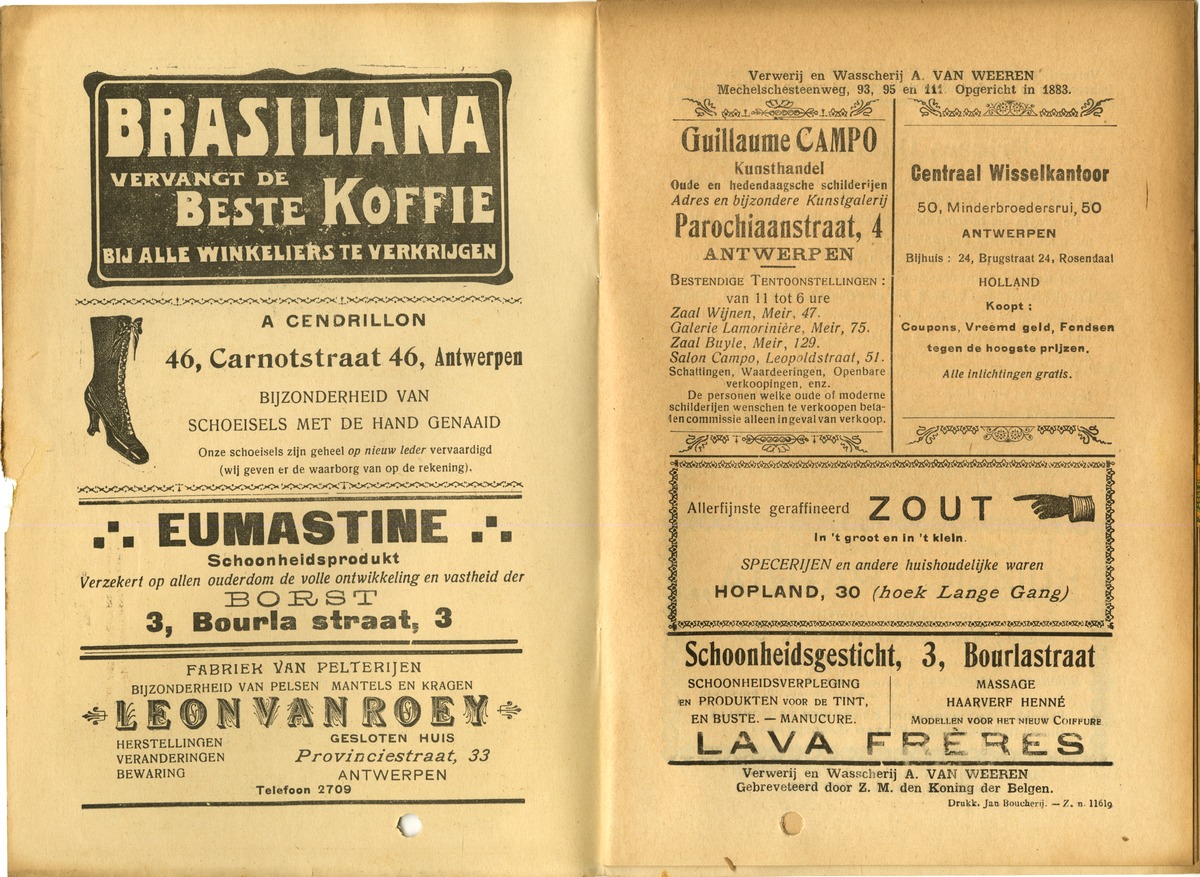 BRASILIANA
VERVANGT DE
BESTE KOFFIE
BIJ ALLE WINKELIERS TE VERKRIJGEN
A CENDRILLON
46, Carnotstraat 46, Antwerpen
BIJZONDERHEID VAN
SCHOEISELS MET DE HAND GENAAID
Onze schoeisels zijn geheel op nieuw leder vervaardigd
(wij geven er de waarborg van op de rekening).
EUMASTINE
Schoonheidsprodukt
Verzekert op allen ouderdom de volle ontwikkeling en vastheid der
BORST
3, Bourla straat, 3
FABRIEK VAN PELTERIJEN
BIJZONDERHEID VAN PELSEN MANTELS EN KRAGEN
LEON VAN ROEY
HERSTELLINGEN
VERANDERINGEN
BEWARING
GESLOTEN HUIS
Provinciestraat, 33
ANTWERPEN
Telefoon 2709
Verwerij en Wasscherij A. VAN WEEREN
Mechelschesteenweg, 93, 95 en 111. Opgericht in 1883.
Guillaume CAMPO
Kunsthandel
Oude en hedendaagsche schilderijen
Adres en bijzondere Kunstgalerij
Parochiaanstraat, 4
ANTWERPEN
BESTENDIGE TENTOONSTELLINGEN :
van 11 tot 6 ure
Zaal Wijnen, Meir, 47.
Galerie Lamorinière, Meir, 75.
Zaal Buyle, Meir, 129.
Salon Campo, Leopoldstraat, 51.
Schattingen, Waardeeringen, Openbare
verkoopingen, enz.
De personen welke oude of moderne
schilderijen wenschen te verkoopen beta-
len commissie alleen in geval van verkoop.
Centraal Wisselkantoor
50, Minderbroedersrui, 50
ANTWERPEN
Bijhuis : 24, Brugstraat 24, Rosendaal
HOLLAND
Koopt :
Coupons, Vreemd geld, Fondsen
tegen de hoogste prijzen.
Alle inlichtingen gratis.
Allerfijnste geraffineerd ZOUT
In 't groot en in 't klein.
SPECERIJEN en andere huishoudelijke waren
HOPLAND, 30 (hoek Lange Gang)
Schoonheidsgesticht, 3, Bourlastraat
SCHOONHEIDSVERPLEGING
EN PRODUKTEN VOOR DE TINT,
EN BUSTE. — MANUCURE.
MASSAGE
HAARVERF HENNÉ
MODELLEN VOOR HET NIEUW COIFFURE
LAVA FRÈRES
Verwerij en Wasscherij A. VAN WEEREN
Gebreveteerd door Z. M. den Koning der Belgen.
Drukk. Jan Boucherij. — Z. n. 11619